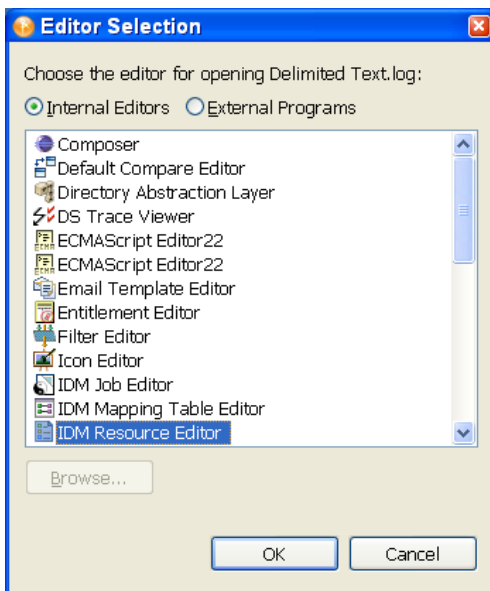 Editor Selection
Choose the editor for opening Delimited Text.log:
Internal Editors External Programs
Composer
Default Compare Editor
Directory Abstraction Layer
DS Trace Viewer
ECMAScript Editor22
ECMAScript Editor22
Email Template Editor
Entitlement Editor
Filter Editor
Icon Editor
IDM Job Editor
IDM Mapping Table Editor
IDM Resource Editor
Browse...
OK Cancel